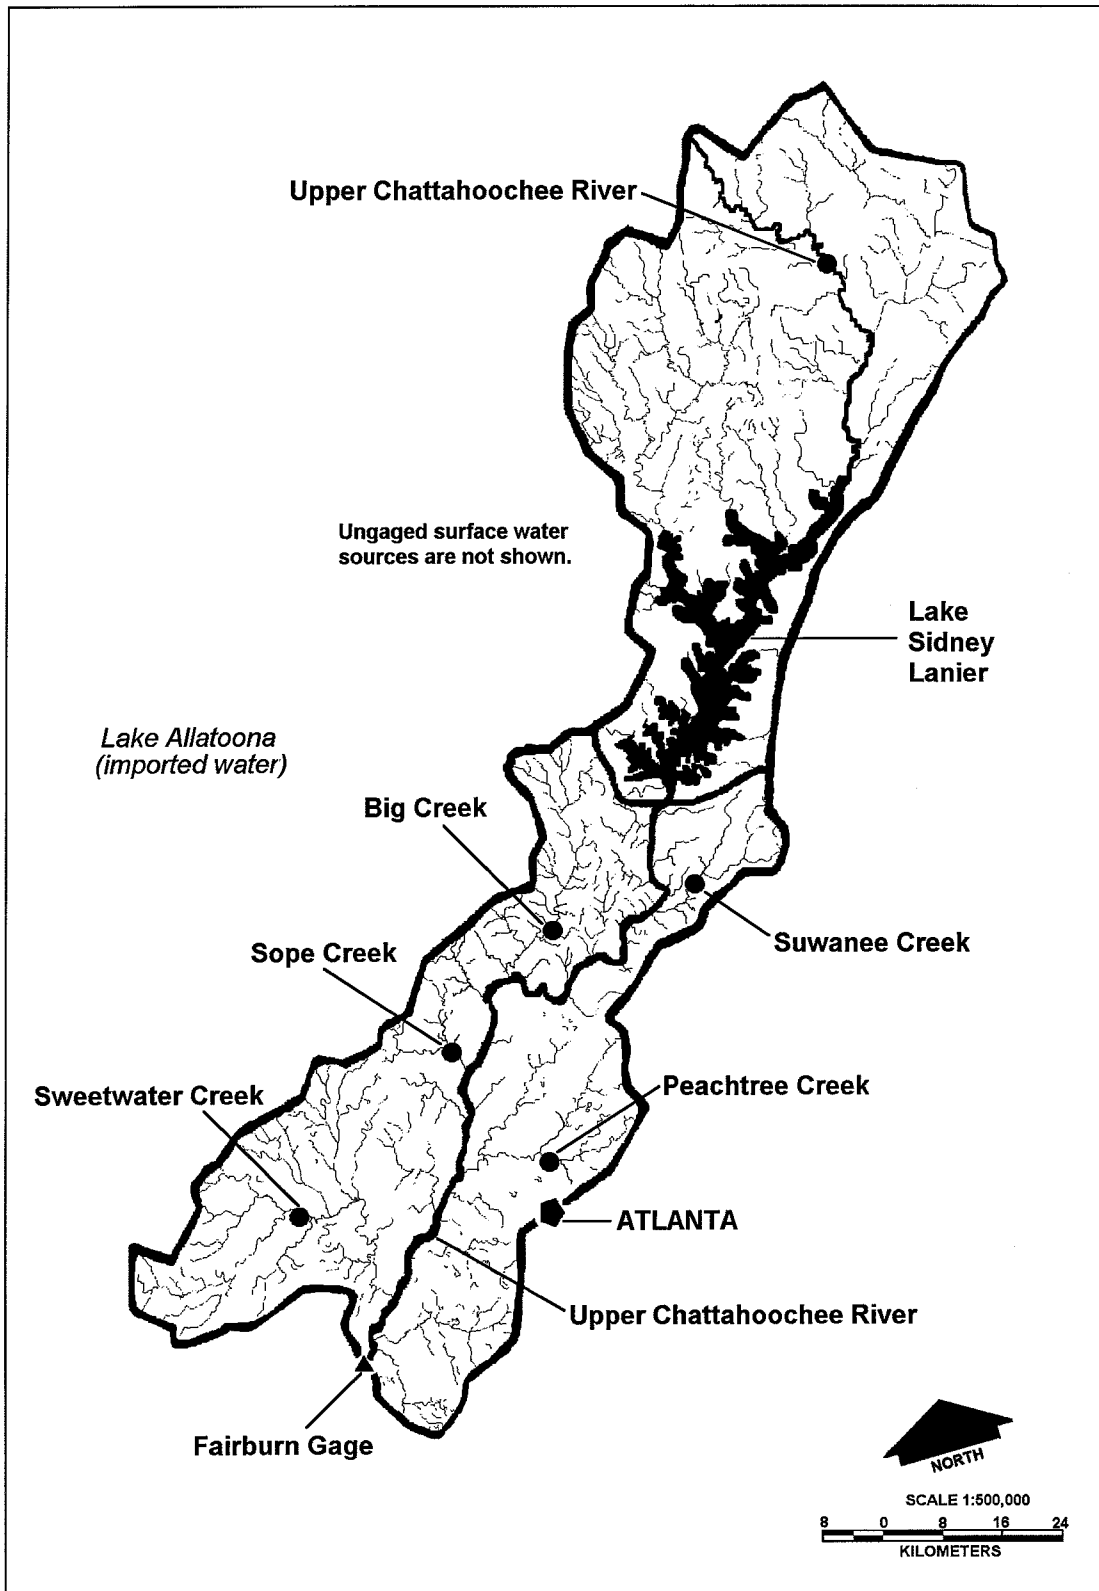 Upper Chattahoochee River
Ungaged surface water
sources are not shown.
Lake
Sidney
Lanier
Lake Allatoona
(imported water)
Big Creek
Suwanee Creek
Sope Creek
Peachtree Creek
Sweetwater Creek
ATLANTA
Upper Chattahoochee River
Fairburn Gage
NORTH
SCALE 1:500,000
8 0 8 16 24
KILOMETERS